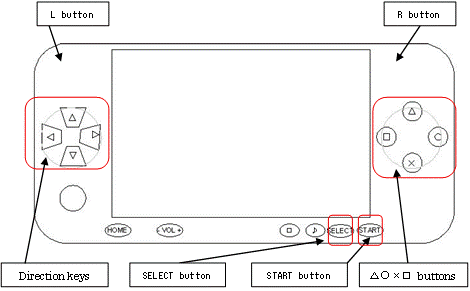 L button
R button
HOME
- VOL +
SELECT
START
Direction keys
SELECT button
START button
△○×□ buttons